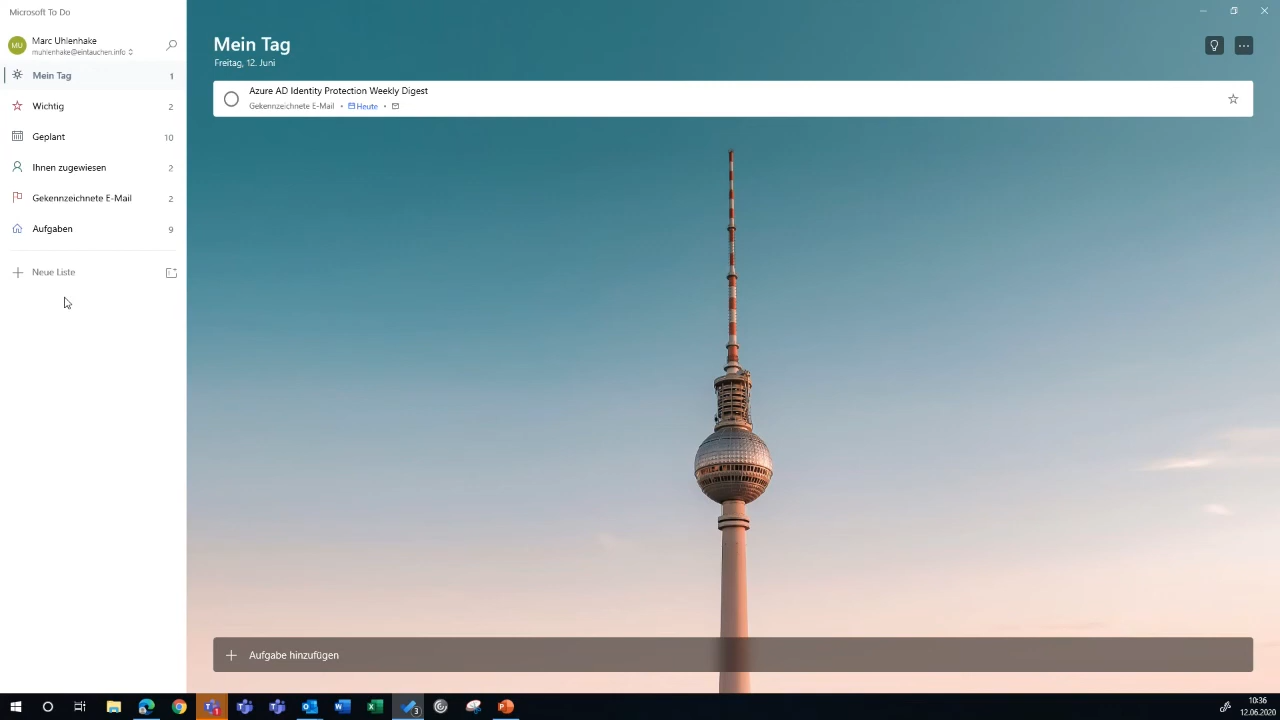 Microsoft To Do
MU
Marc Uhlenhake
muhlenhake@eintauchen.info
Mein Tag 1
Wichtig 2
Geplant 10
Ihnen zugewiesen 2
Gekennzeichnete E-Mail 2
Aufgaben 9
Neue Liste
Mein Tag
Freitag, 12. Juni
Azure AD Identity Protection Weekly Digest
Gekennzeichnete E-Mail • Heute •
Aufgabe hinzufügen
10:36
12.06.2020